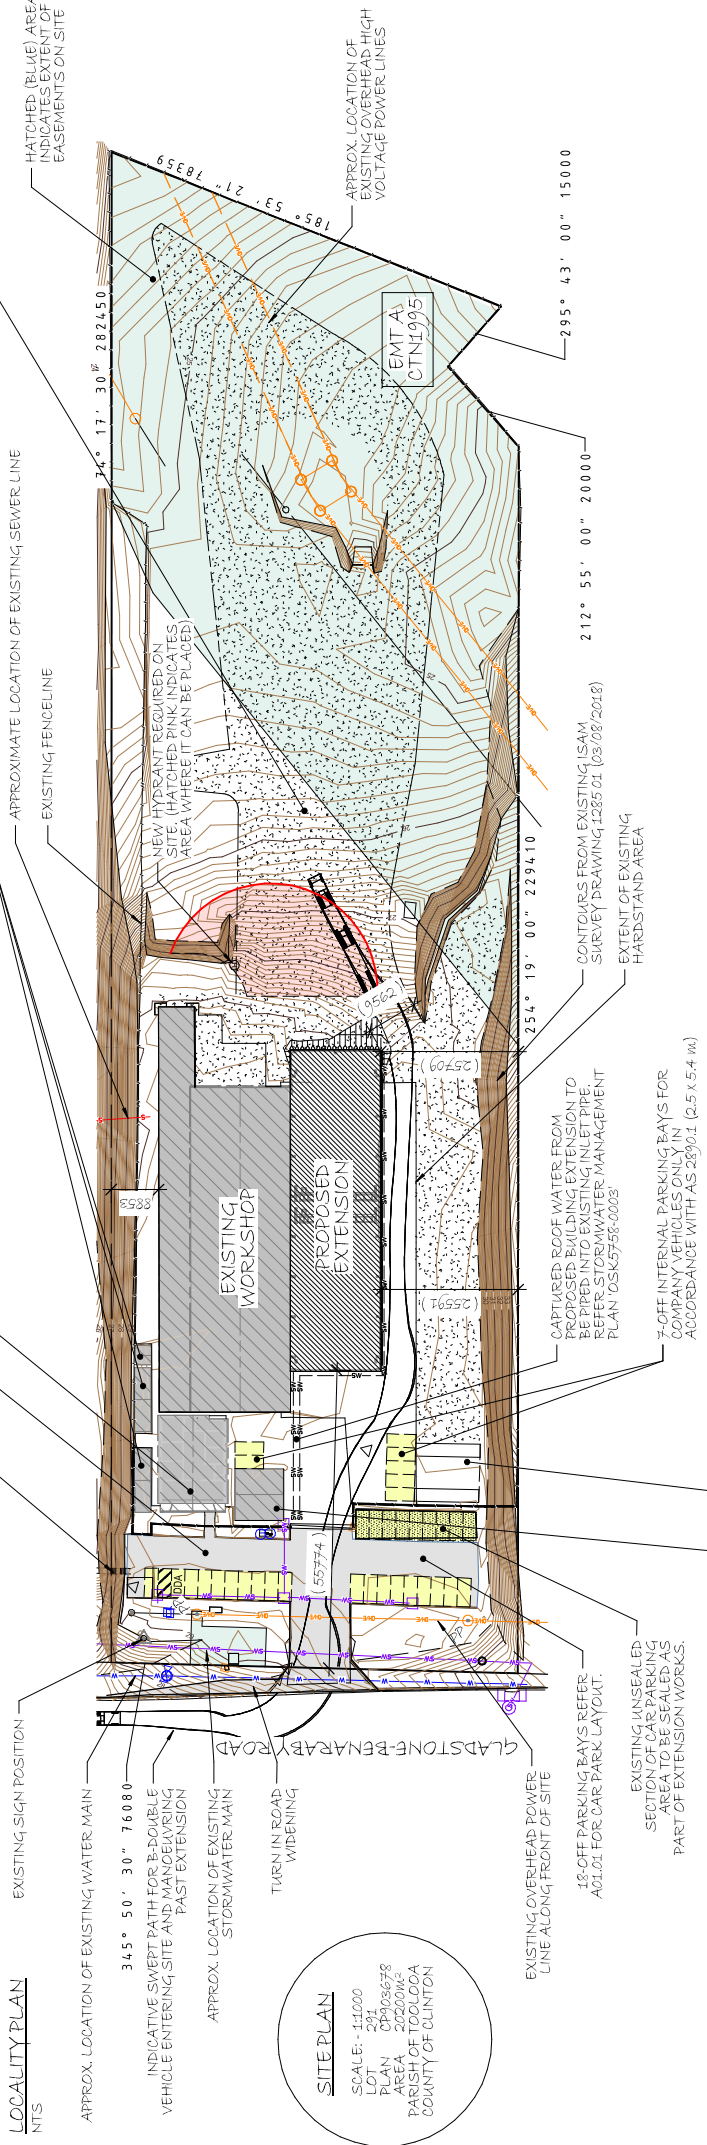 LOCALITY PLAN
NTS
EXISTING SIGN POSITION
APPROX. LOCATION OF EXISTING WATER MAIN
345° 50' 30" 76080
INDICATIVE SWEPT PATH FOR B-DOUBLE
VEHICLE ENTERING SITE AND MANOEUVRING
PAST EXTENSION
APPROX. LOCATION OF EXISTING
STORMWATER MAIN
TURN IN ROAD
WIDENING
GLADSTONE-BENARABY ROAD
SITE PLAN
SCALE: - 1:1000
LOT 291
PLAN CP903678
AREA 20200m²
PARISH OF TOOLOOA
COUNTY OF CLINTON
EXISTING OVERHEAD POWER
LINE ALONG FRONT OF SITE
18-OFF PARKING BAYS REFER
A01.01 FOR CAR PARK LAYOUT.
EXISTING UNSEALED
SECTION OF CAR PARKING
AREA TO BE SEALED AS
PART OF EXTENSION WORKS.
7-OFF INTERNAL PARKING BAYS FOR
COMPANY VEHICLES ONLY IN
ACCORDANCE WITH AS 2890.1 (2.5 x 5.4 m)
CAPTURED ROOF WATER FROM
PROPOSED BUILDING EXTENSION TO
BE PIPED INTO EXISTING INLET PIPE.
REFER STORMWATER MANAGEMENT
PLAN 'OSK5758-0003'
EXTENT OF EXISTING
HARDSTAND AREA
CONTOURS FROM EXISTING ISAM
SURVEY DRAWING 1285 01 (03/08/2018)
254° 19' 00" 229410
212° 55' 00" 20000
295° 43' 00" 15000
185° 53' 21" 78359
74° 17' 30" 282450
HATCHED (BLUE) AREA
INDICATES EXTENT OF
EASEMENTS ON SITE
APPROX. LOCATION OF
EXISTING OVERHEAD HIGH
VOLTAGE POWER LINES
EMT A
CTN1995
APPROXIMATE LOCATION OF EXISTING SEWER LINE
EXISTING FENCELINE
NEW HYDRANT REQUIRED ON
SITE. (HATCHED PINK INDICATES
AREA WHERE IT CAN BE PLACED)
EXISTING
WORKSHOP
PROPOSED
EXTENSION
8853
(9562)
(25709)
(25591)
(55774)
DDA
PP